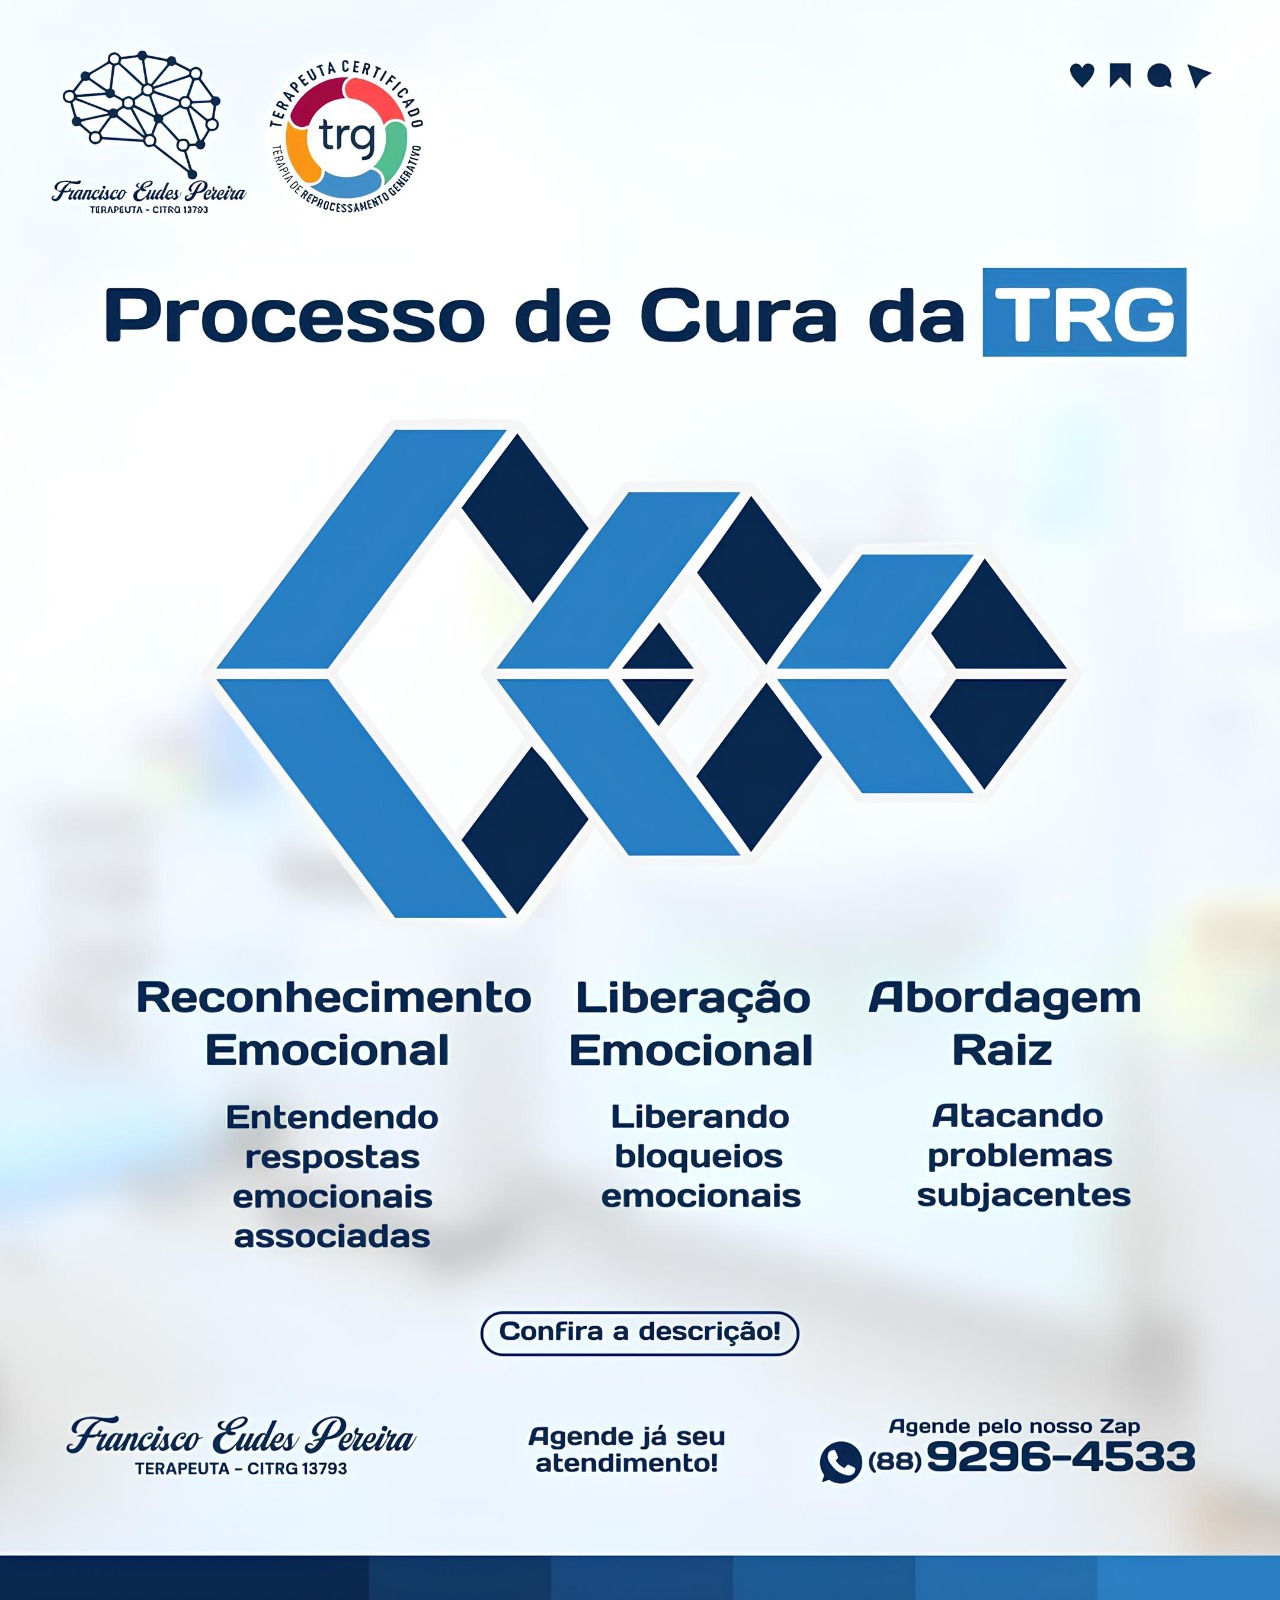 Francisco Eudes Pereira
TERAPEUTA - CITRG 13793
TERAPEUTA CERTIFICADO
trg
TERAPIA DE REPROCESSAMENTO GENERATIVO
Processo de Cura da TRG
Reconhecimento
Emocional
Entendendo
respostas
emocionais
associadas
Liberação
Emocional
Liberando
bloqueios
emocionais
Abordagem
Raiz
Atacando
problemas
subjacentes
Confira a descrição!
Francisco Eudes Pereira
TERAPEUTA - CITRG 13793
Agende já seu
atendimento!
Agende pelo nosso Zap
(88) 9296-4533